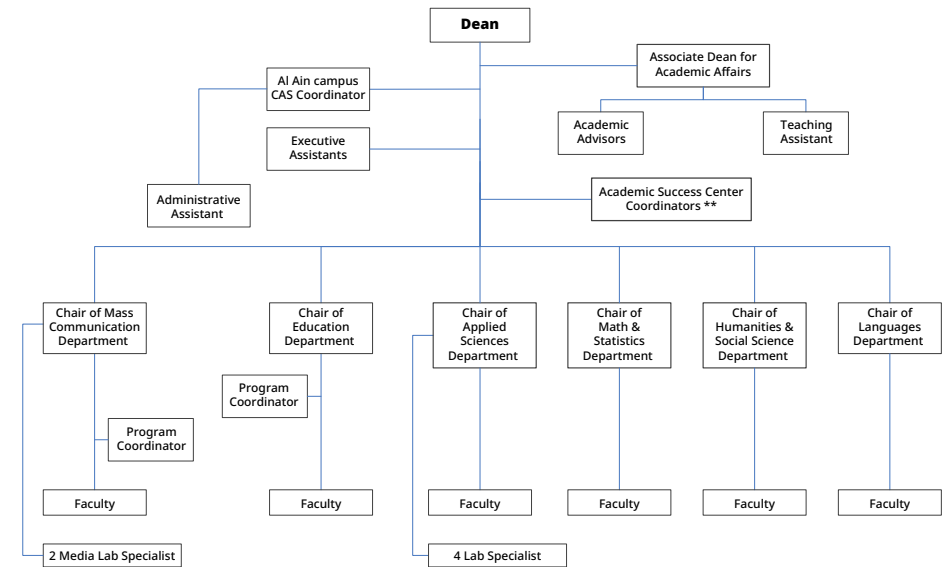 Dean
Associate Dean for
Academic Affairs
Al Ain campus
CAS Coordinator
Academic
Advisors
Teaching
Assistant
Executive
Assistants
Administrative
Assistant
Academic Success Center
Coordinators **
Chair of Mass
Communication
Department
Chair of
Education
Department
Chair of
Applied
Sciences
Department
Chair of
Math &
Statistics
Department
Chair of
Humanities &
Social Science
Department
Chair of
Languages
Department
Program
Coordinator
Program
Coordinator
Faculty
Faculty
Faculty
Faculty
Faculty
Faculty
2 Media Lab Specialist
4 Lab Specialist